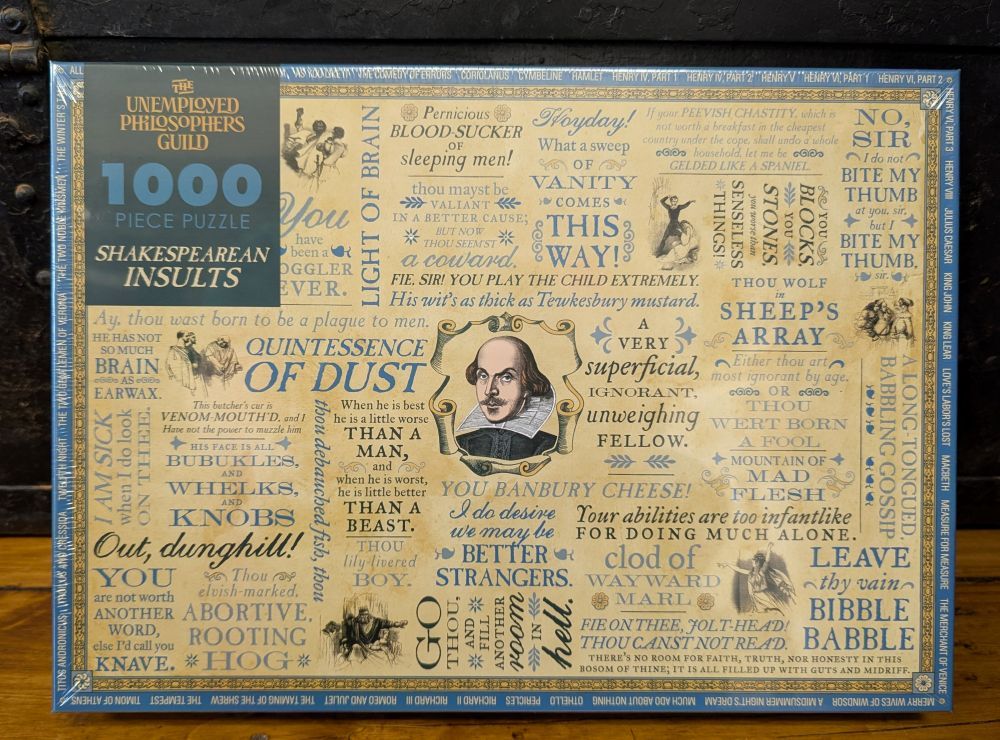 THE
UNEMPLOYED
PHILOSOPHERS
GUILD
1000
PIECE PUZZLE
SHAKESPEAREAN
INSULTS
ALL
THE COMEDY OF ERRORS CORIOLANUS CYMBELINE HAMLET HENRY IV, PART 1 HENRY IV, PART 2 HENRY V HENRY VI, PART 1 HENRY VI, PART 2
HENRY VI, PART 3 HENRY VIII JULIUS CAESAR KING JOHN KING LEAR LOVE'S LABOR'S LOST MACBETH MEASURE FOR MEASURE THE MERCHANT OF VENICE
MERRY WIVES OF WINDSOR A MIDSUMMER NIGHT'S DREAM MUCH ADO ABOUT NOTHING OTHELLO PERICLES RICHARD II RICHARD III ROMEO AND JULIET THE TAMING OF THE SHREW THE TEMPEST TIMON OF ATHENS
TITUS ANDRONICUS TROILUS AND CRESSIDA TWELFTH NIGHT THE TWO GENTLEMEN OF VERONA THE TWO NOBLE KINSMEN THE WINTER'S
You
have
been a
OGGLER
EVER.
LIGHT OF BRAIN
Pernicious
BLOOD-SUCKER
OF
sleeping men!
thou mayst be
VALIANT
IN A BETTER CAUSE;
BUT NOW
THOU SEEM'ST
a coward.
Hoyday!
What a sweep
OF
VANITY
COMES
THIS
WAY!
If your PEEVISH CHASTITY, which is
not worth a breakfast in the cheapest
country under the cope, shall undo a whole
household, let me be
GELDED LIKE A SPANIEL.
YOU
BLOCKS,
YOU
STONES,
you worse than
SENSELESS
THINGS!
NO,
SIR
I do not
BITE MY
THUMB
at you, sir,
but I
BITE MY
THUMB,
sir.
FIE, SIR! YOU PLAY THE CHILD EXTREMELY.
His wit's as thick as Tewkesbury mustard.
THOU WOLF
in
SHEEP'S
ARRAY
Ay, thou wast born to be a plague to men.
HE HAS NOT
SO MUCH
BRAIN
AS
EARWAX.
QUINTESSENCE
OF DUST
A
VERY
superficial,
IGNORANT,
unweighing
FELLOW.
Either thou art
most ignorant by age,
OR
THOU
WERT BORN
A FOOL
A LONG-TONGUED,
BABBLING GOSSIP
This butcher's cur is
VENOM-MOUTH'D, and I
Have not the power to muzzle him
I AM SICK
when I do look
ON THEE.
HIS FACE IS ALL
BUBUKLES,
AND
WHELKS,
AND
KNOBS
thou debauched fish, thou
When he is best
he is a little worse
THAN A
MAN,
and
when he is worst,
he is little better
THAN A
BEAST.
MOUNTAIN OF
MAD
FLESH
YOU BANBURY CHEESE!
I do desire
we may be
BETTER
STRANGERS.
Your abilities are too infantlike
FOR DOING MUCH ALONE.
Out, dunghill!
THOU
lily-livered
BOY.
clod of
WAYWARD
MARL
LEAVE
thy vain
BIBBLE
BABBLE
YOU
are not worth
ANOTHER
WORD,
else I'd call you
KNAVE.
Thou
elvish-marked,
ABORTIVE,
ROOTING
HOG
GO
THOU,
AND
FILL
ANOTHER
room
IN
hell.
FIE ON THEE, JOLT-HEAD!
THOU CANST NOT READ.
THERE'S NO ROOM FOR FAITH, TRUTH, NOR HONESTY IN THIS
BOSOM OF THINE; IT IS ALL FILLED UP WITH GUTS AND MIDRIFF.